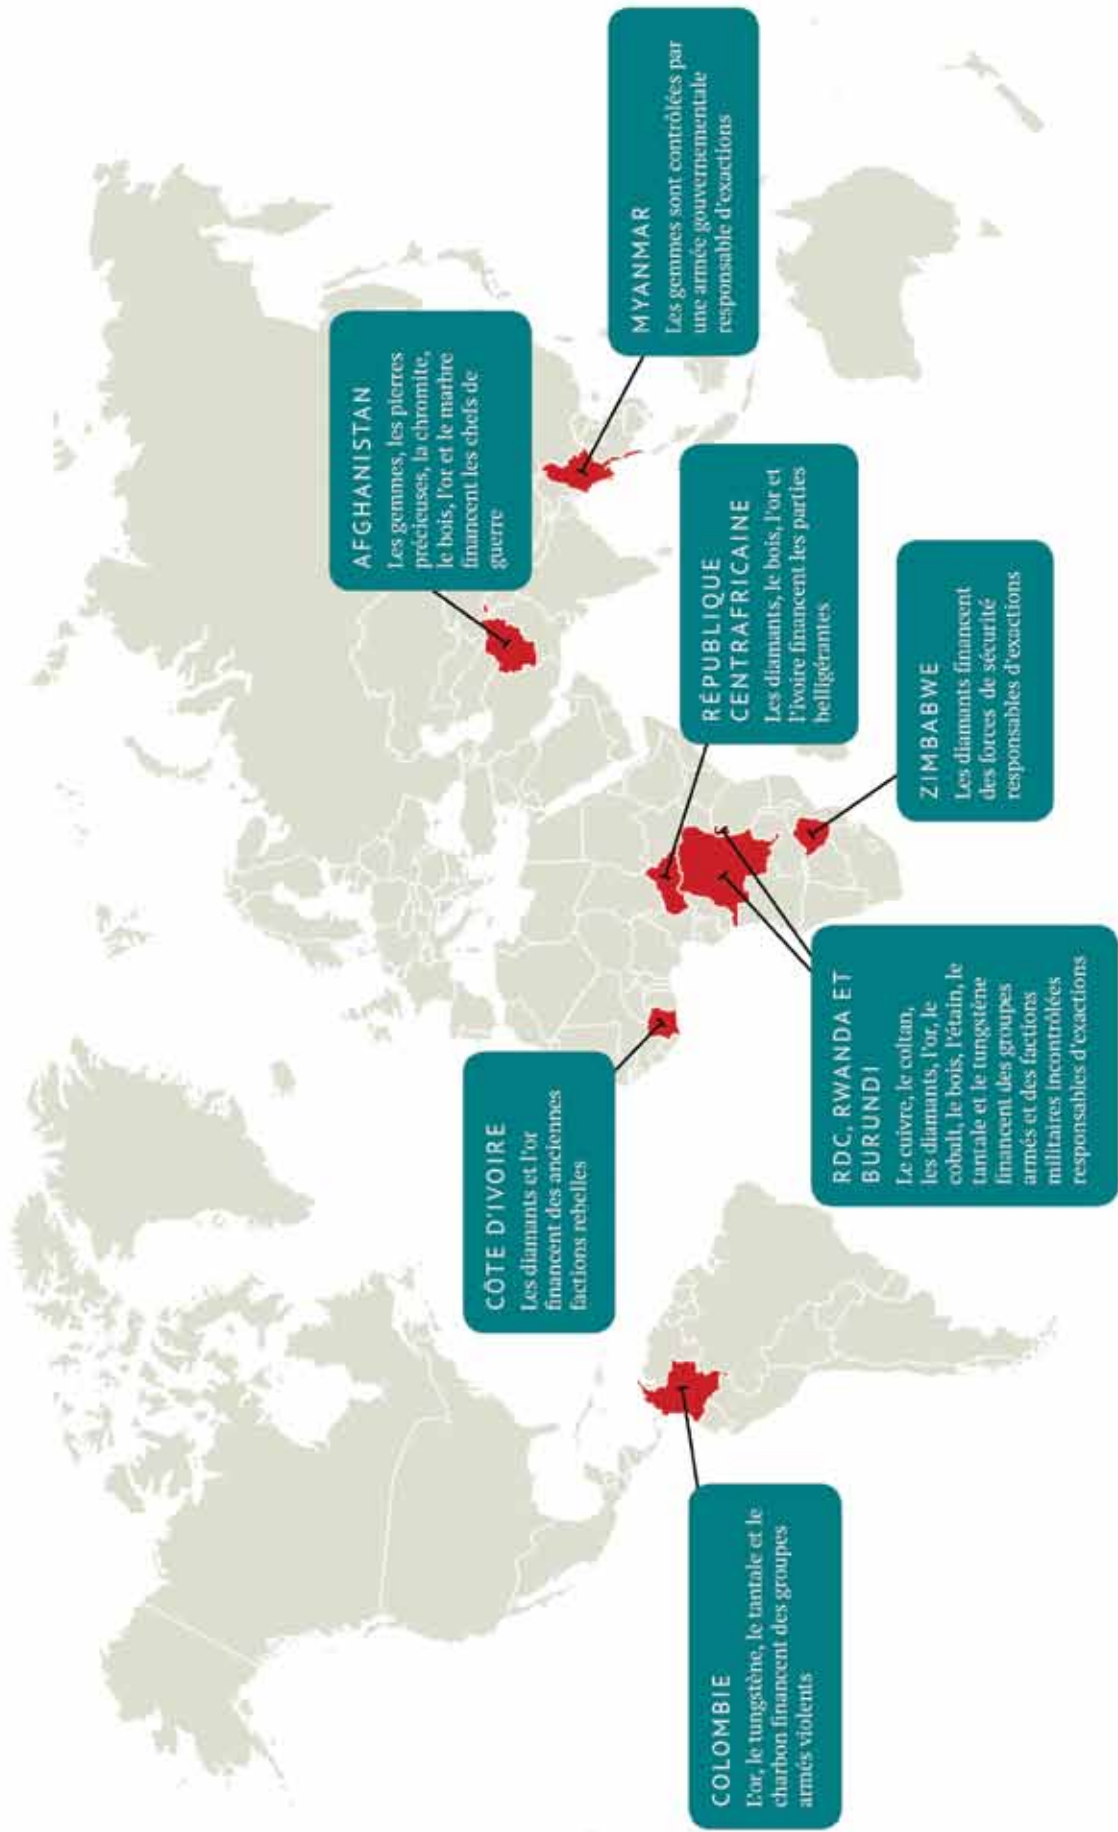 COLOMBIE
L'or, le tungstène, le tantale et le
charbon financent des groupes
armés violents
CÔTE D'IVOIRE
Les diamants et l'or
financent des anciennes
factions rebelles
RDC, RWANDA ET
BURUNDI
Le cuivre, le coltan,
les diamants, l'or, le
cobalt, le bois, l'étain, le
tantale et le tungstène
financent des groupes
armés et des factions
militaires incontrôlées
responsables d'exactions
AFGHANISTAN
Les gemmes, les pierres
précieuses, la chromite,
le bois, l'or et le marbre
financent les chefs de
guerre
RÉPUBLIQUE
CENTRAFRICAINE
Les diamants, le bois, l'or et
l'ivoire financent les parties
belligérantes
ZIMBABWE
Les diamants financent
des forces de sécurité
responsables d'exactions
MYANMAR
Les gemmes sont contrôlées par
une armée gouvernementale
responsable d'exactions